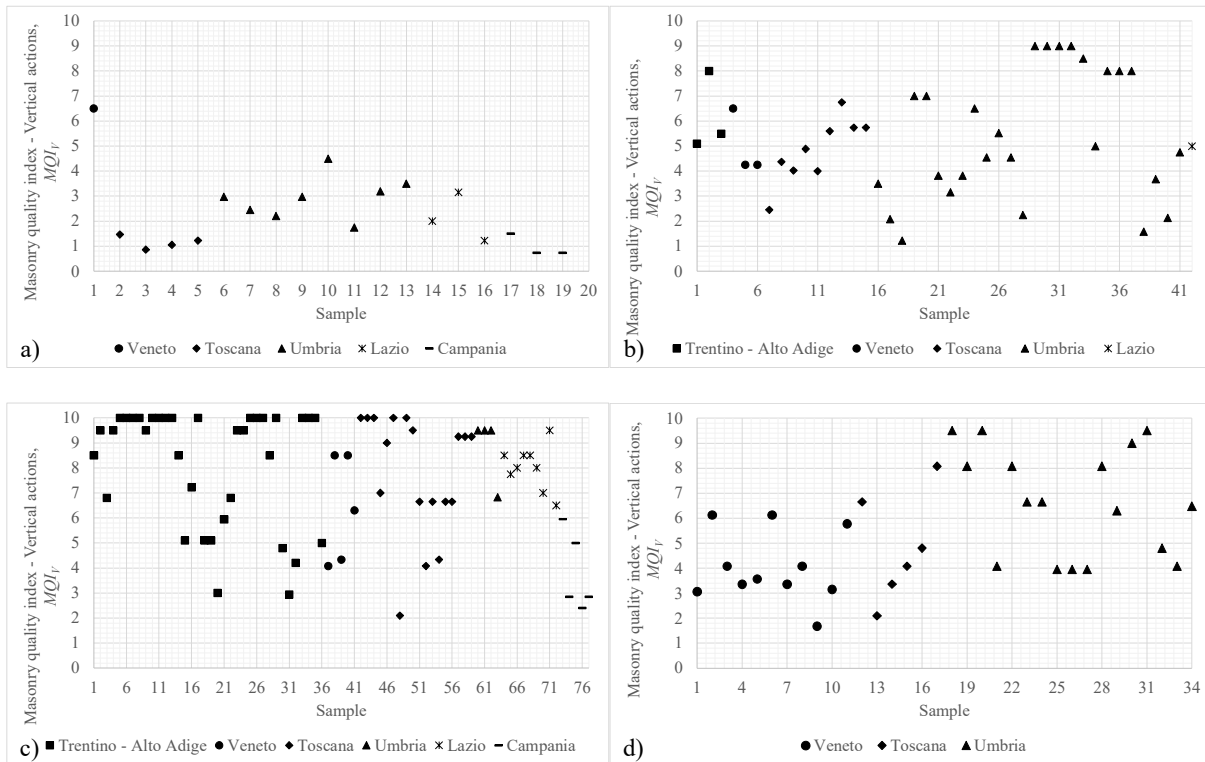 Masonry quality index - Vertical actions,
MQI_V
10
9
8
7
6
5
4
3
2
1
0
1 2 3 4 5 6 7 8 9 10 11 12 13 14 15 16 17 18 19 20
Sample
Veneto Toscana Umbria Lazio Campania
a)
Masonry quality index - Vertical actions,
MQI_V
10
9
8
7
6
5
4
3
2
1
0
1 6 11 16 21 26 31 36 41
Sample
Trentino - Alto Adige Veneto Toscana Umbria Lazio
b)
Masonry quality index - Vertical actions,
MQI_V
10
9
8
7
6
5
4
3
2
1
0
1 6 11 16 21 26 31 36 41 46 51 56 61 66 71 76
Sample
Trentino - Alto Adige Veneto Toscana Umbria Lazio Campania
c)
Masonry quality index - Vertical actions,
MQI_V
10
9
8
7
6
5
4
3
2
1
0
1 4 7 10 13 16 19 22 25 28 31 34
Sample
Veneto Toscana Umbria
d)